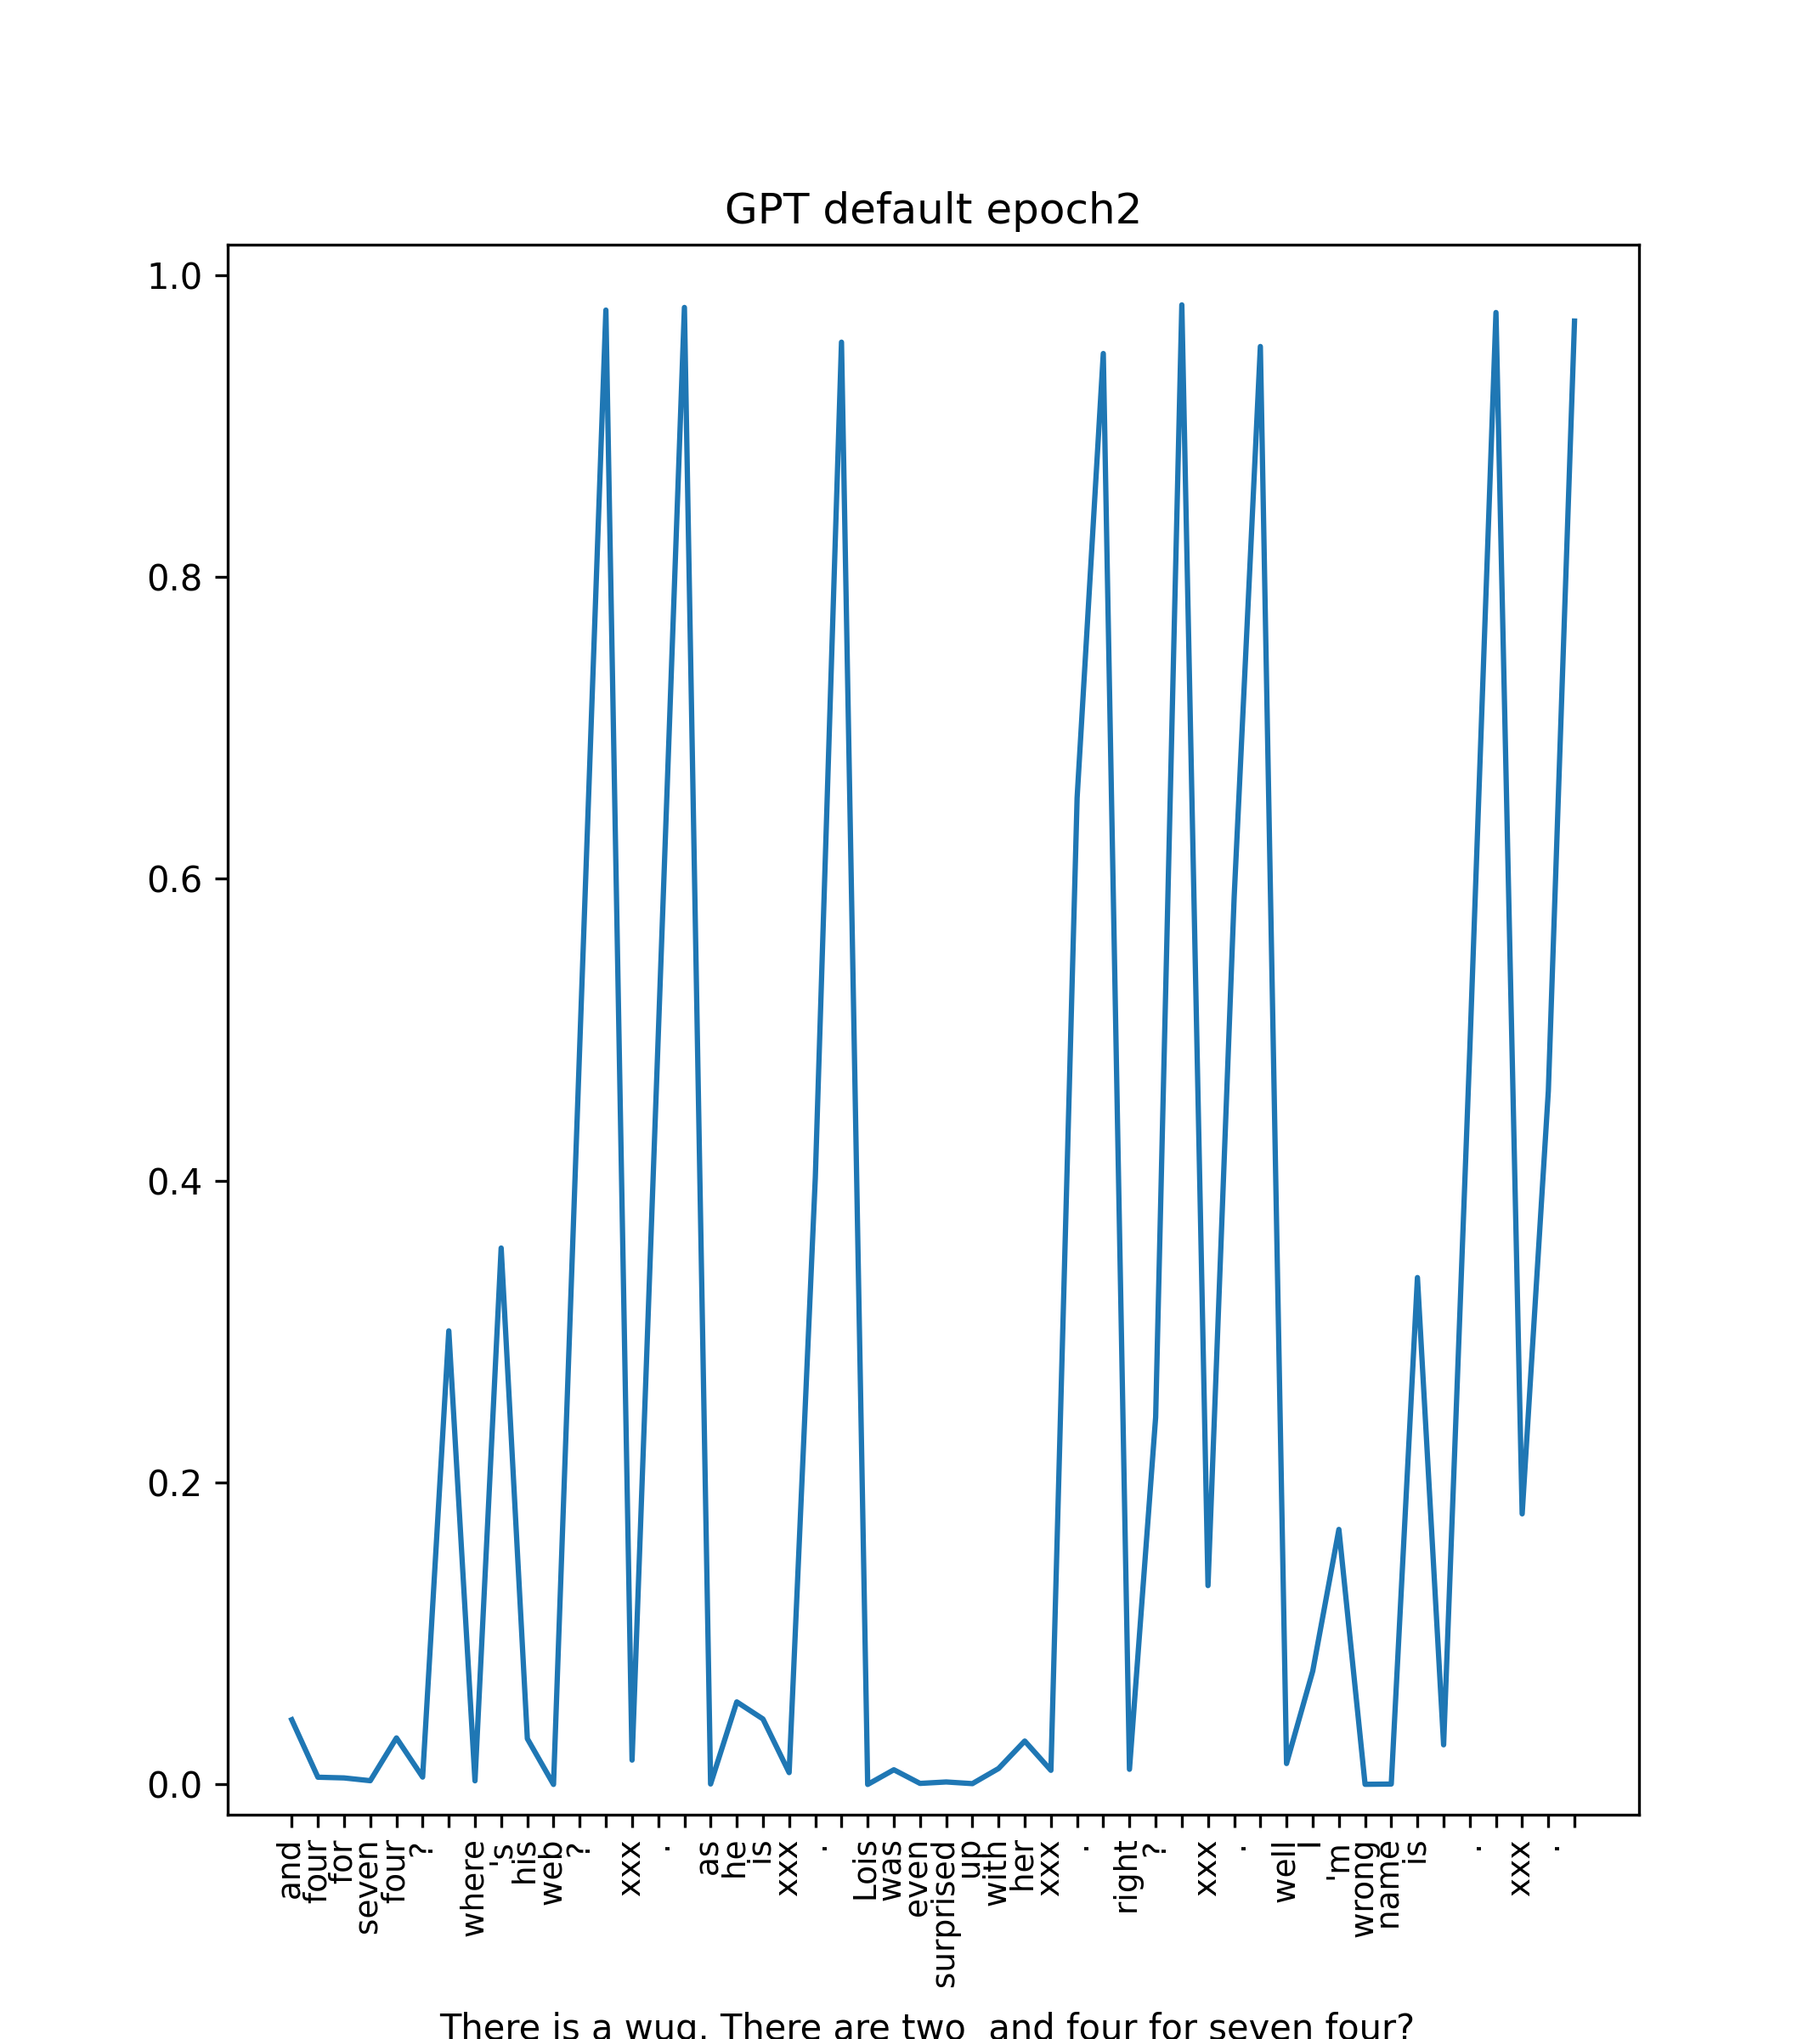 GPT default epoch2
1.0
0.8
0.6
0.4
0.2
0.0
and
four
for
seven
four
?
where
's
his
web
?
xxx
.
as
he
is
xxx
.
Lois
was
even
surprised
up
with
her
xxx
.
right
?
xxx
.
well
I
'm
wrong
name
is
.
xxx
.
There is a wug. There are two  and four for seven four?